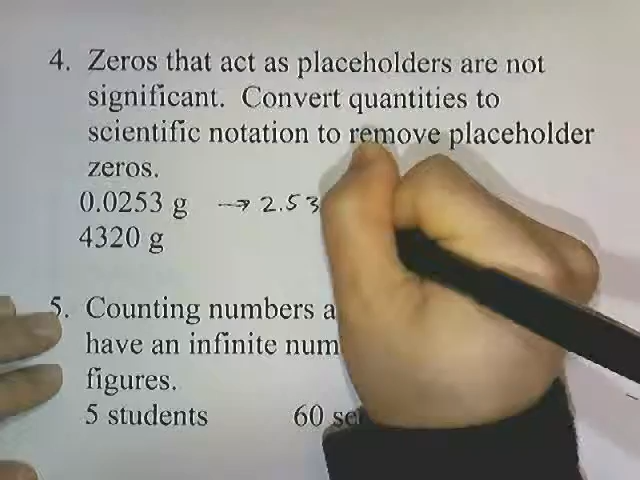 4. Zeros that act as placeholders are not
significant. Convert quantities to
scientific notation to remove placeholder
zeros.
0.0253 g → 2.53
4320 g
5. Counting numbers
have an infinite
figures.
5 students 60